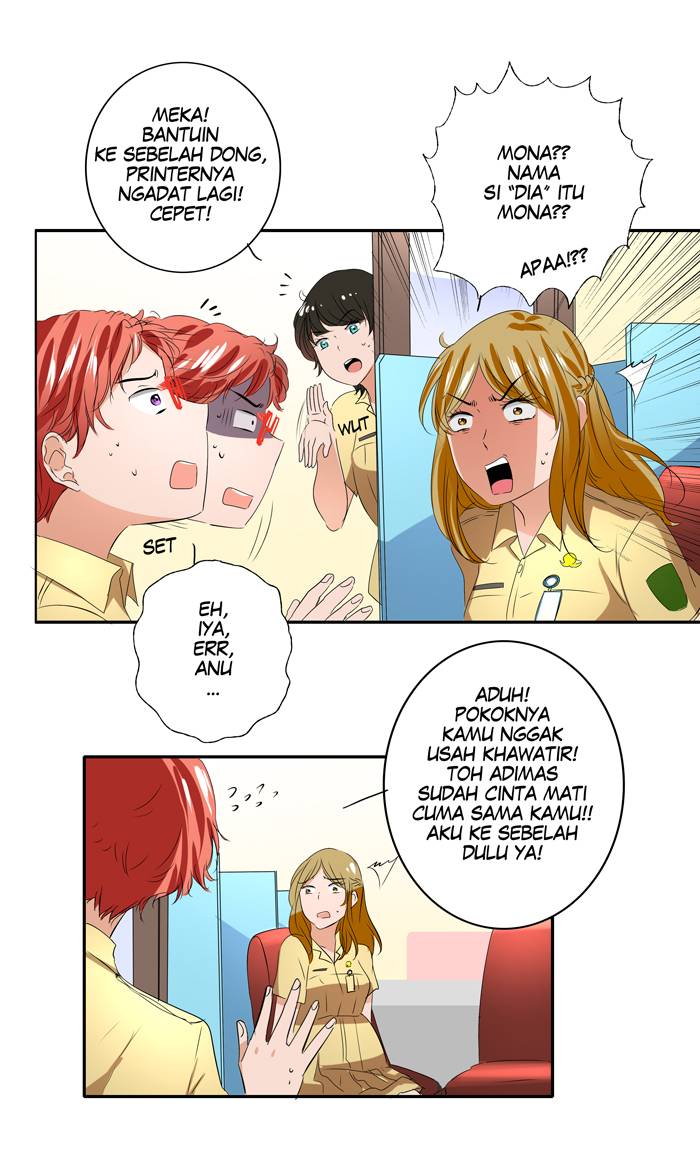 MEKA!
BANTUIN
KE SEBELAH DONG,
PRINTERNYA
NGADAT LAGI!
CEPET!
MONA??
NAMA
SI "DIA" ITU
MONA??
APAA!??
WUT
SET
EH,
IYA,
ERR,
ANU
...
ADUH!
POKOKNYA
KAMU NGGAK
USAH KHAWATIR!
TOH ADIMAS
SUDAH CINTA MATI
CUMA SAMA KAMU!!
AKU KE SEBELAH
DULU YA!